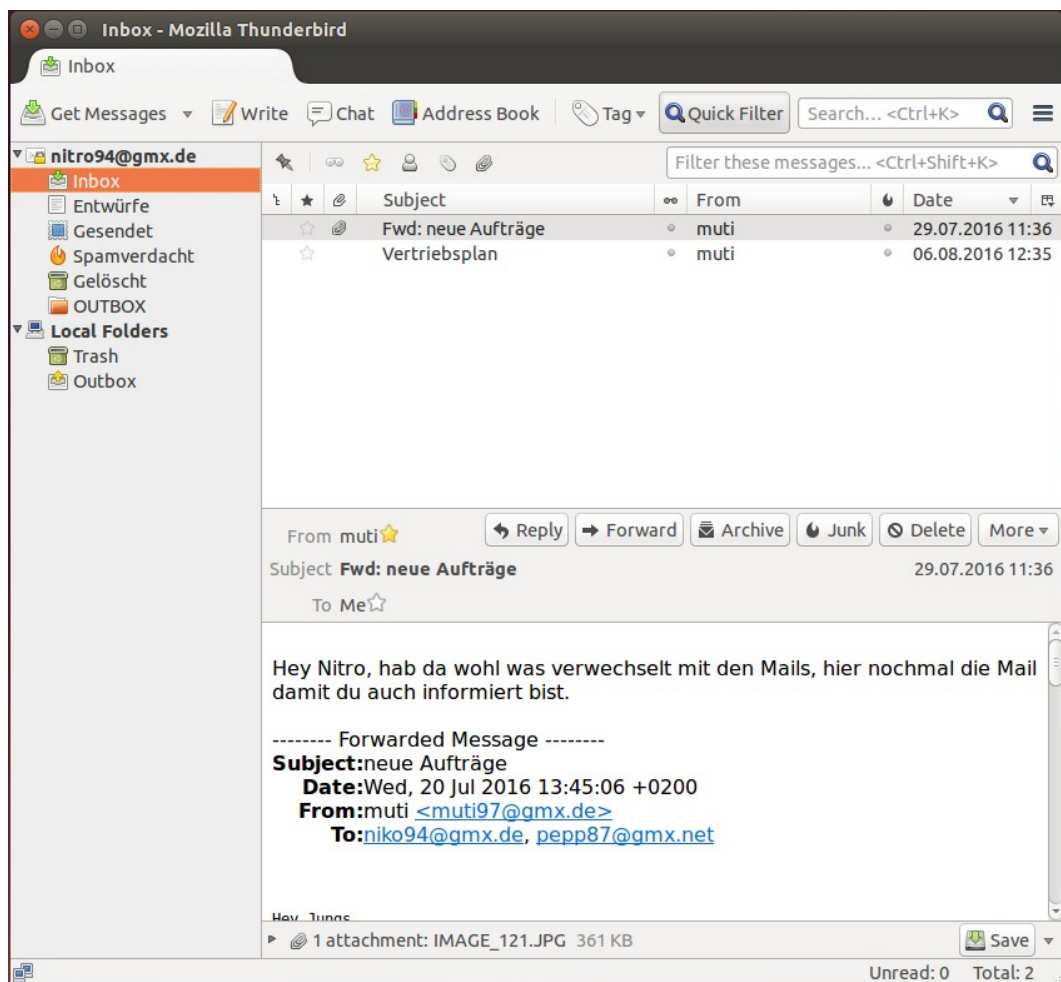 Inbox - Mozilla Thunderbird
Inbox
Get Messages Write Chat Address Book Tag Quick Filter Search... <Ctrl+K>
nitro94@gmx.de
Inbox
Entwürfe
Gesendet
Spamverdacht
Gelöscht
OUTBOX
Local Folders
Trash
Outbox
Filter these messages... <Ctrl+Shift+K>
Subject From Date
Fwd: neue Aufträge muti 29.07.2016 11:36
Vertriebsplan muti 06.08.2016 12:35
From muti Reply Forward Archive Junk Delete More
Subject Fwd: neue Aufträge 29.07.2016 11:36
To Me
Hey Nitro, hab da wohl was verwechselt mit den Mails, hier nochmal die Mail
damit du auch informiert bist.
-------- Forwarded Message --------
Subject:neue Aufträge
Date:Wed, 20 Jul 2016 13:45:06 +0200
From:muti <muti97@gmx.de>
To:niko94@gmx.de, pepp87@gmx.net
Hey Jungs
1 attachment: IMAGE_121.JPG 361 KB Save
Unread: 0 Total: 2